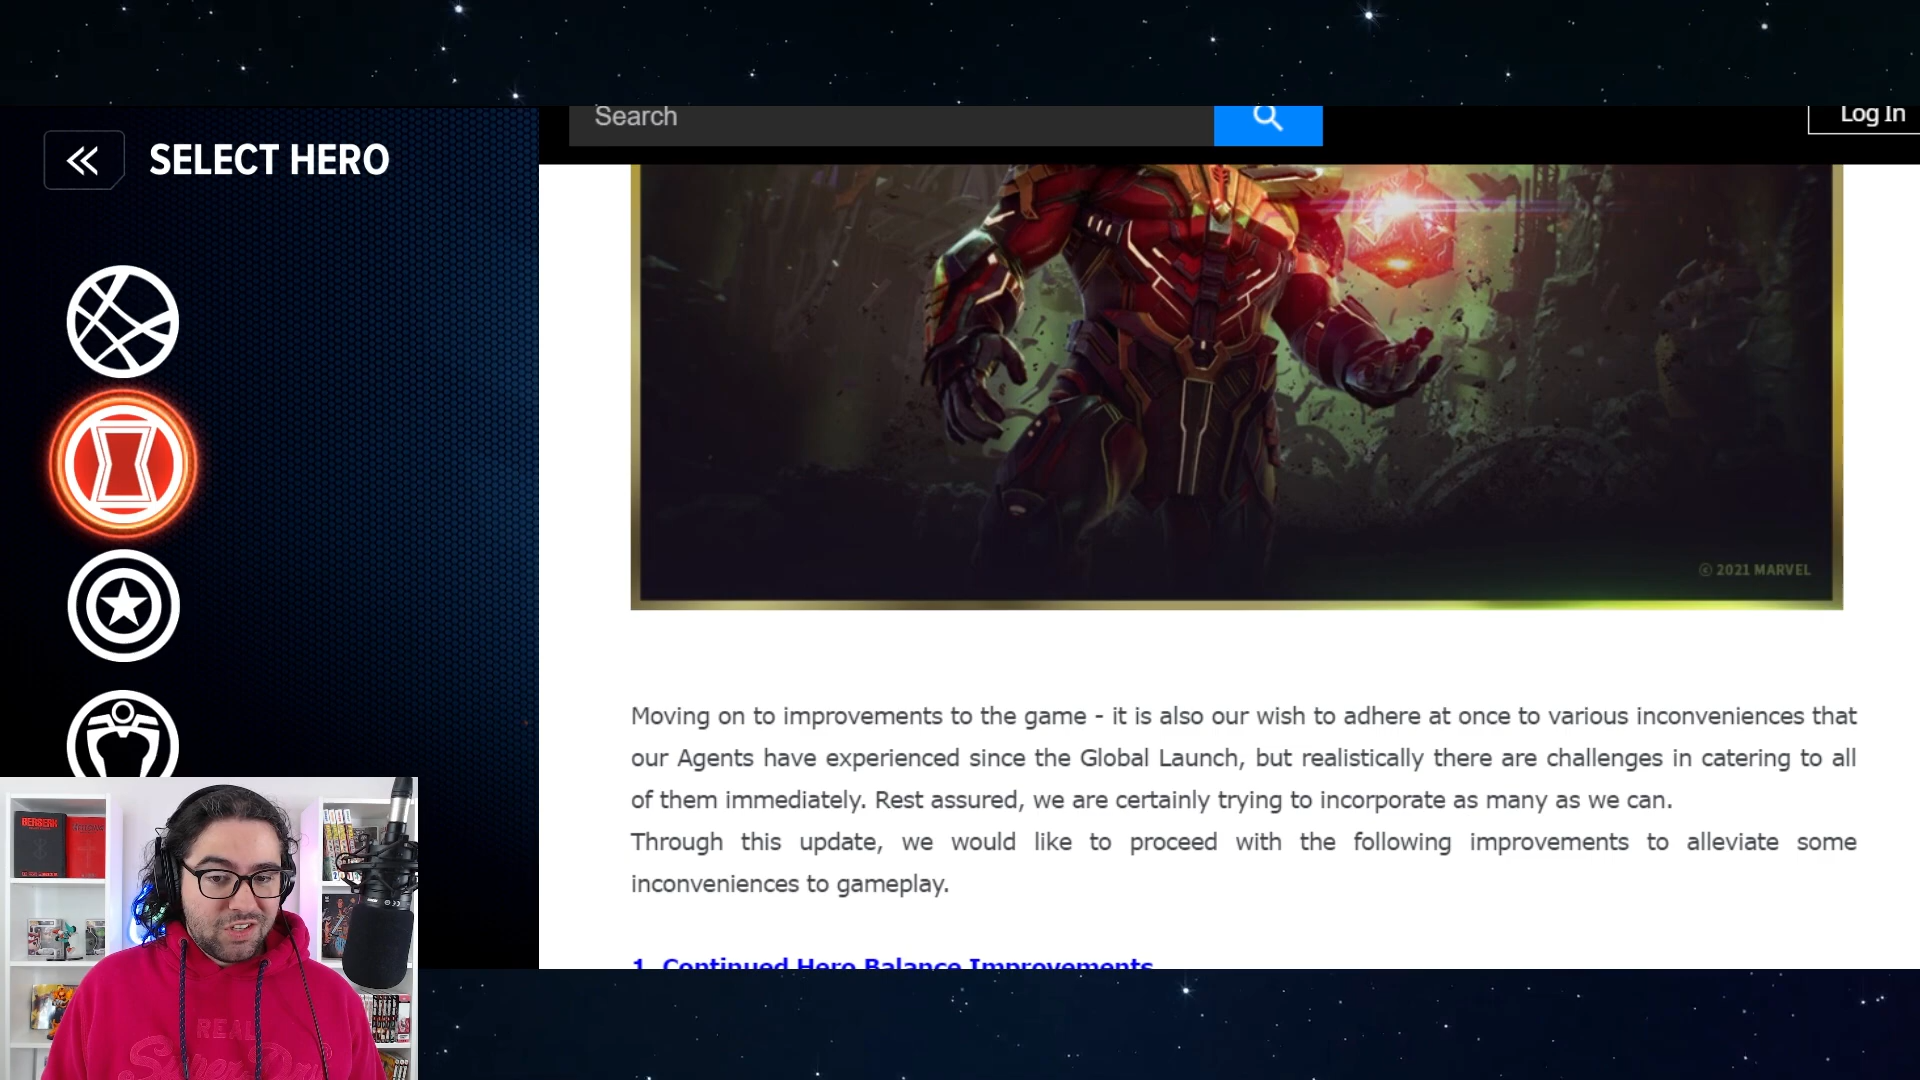 Search
Log In
SELECT HERO
© 2021 MARVEL
Moving on to improvements to the game - it is also our wish to adhere at once to various inconveniences that
our Agents have experienced since the Global Launch, but realistically there are challenges in catering to all
of them immediately. Rest assured, we are certainly trying to incorporate as many as we can.
Through this update, we would like to proceed with the following improvements to alleviate some
inconveniences to gameplay.
1. Continued Hero Balance Improvements
BERSERK
REAL